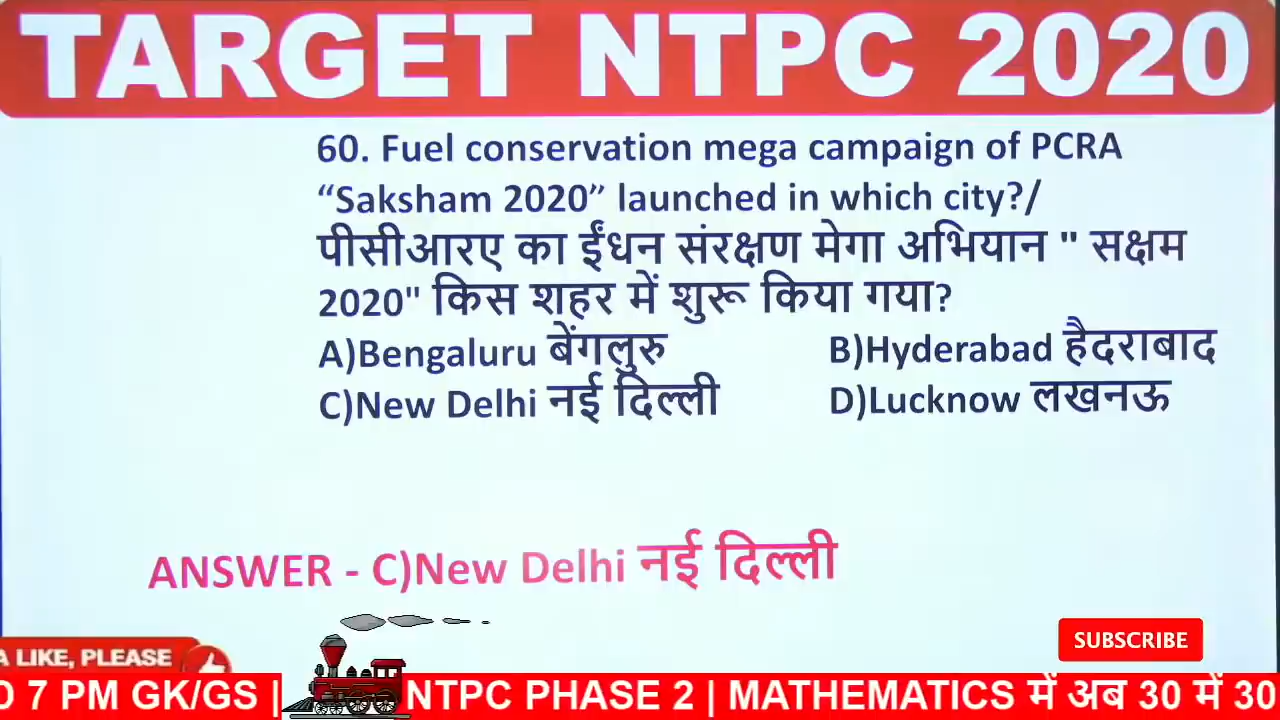 TARGET NTPC 2020
60. Fuel conservation mega campaign of PCRA
“Saksham 2020” launched in which city?/
पीसीआरए का ईंधन संरक्षण मेगा अभियान " सक्षम
2020" किस शहर में शुरू किया गया?
A)Bengaluru बेंगलुरु B)Hyderabad हैदराबाद
C)New Delhi नई दिल्ली D)Lucknow लखनऊ
ANSWER - C)New Delhi नई दिल्ली
SUBSCRIBE
A LIKE, PLEASE
O 7 PM GK/GS | NTPC PHASE 2 | MATHEMATICS में अब 30 में 30